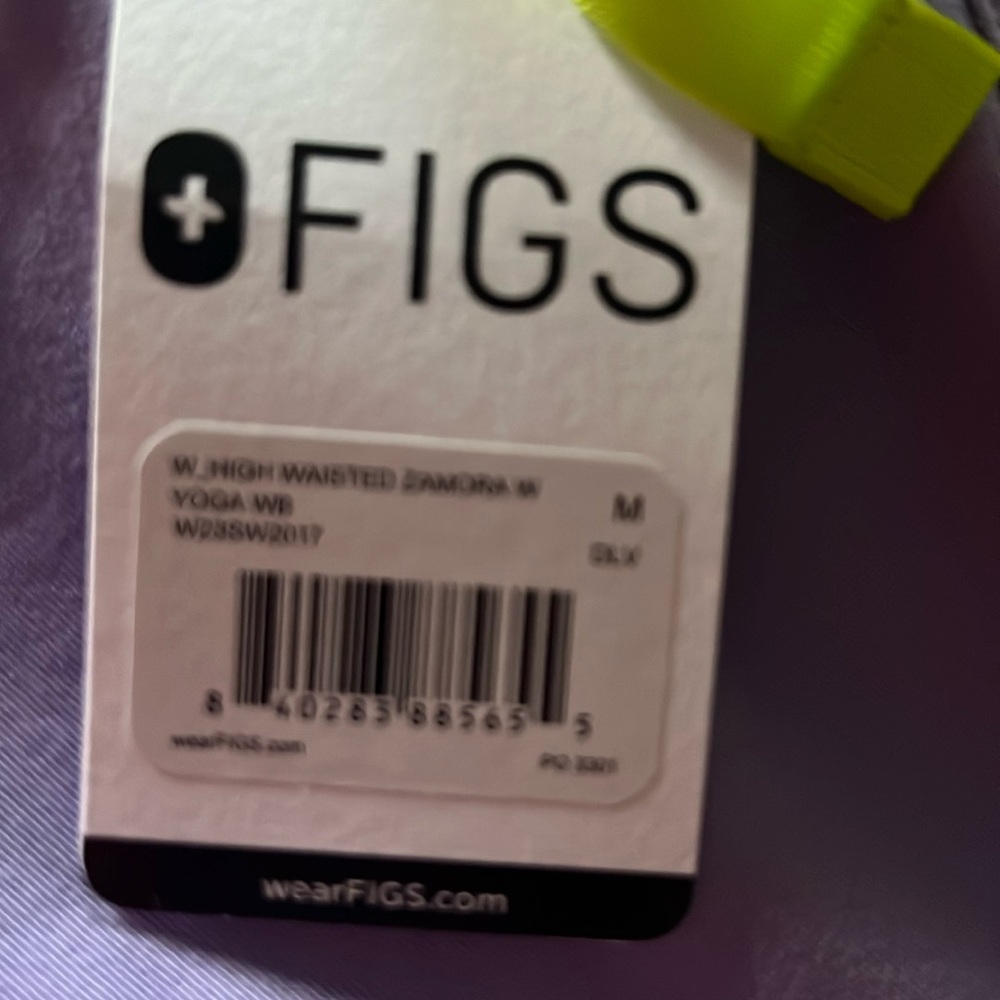 FIGS
W_HIGH WAISTED ZAMORA W
YOGA WB
W23SW2017
M
8 40283 88565 5
wearFIGS.com
wearFIGS.com